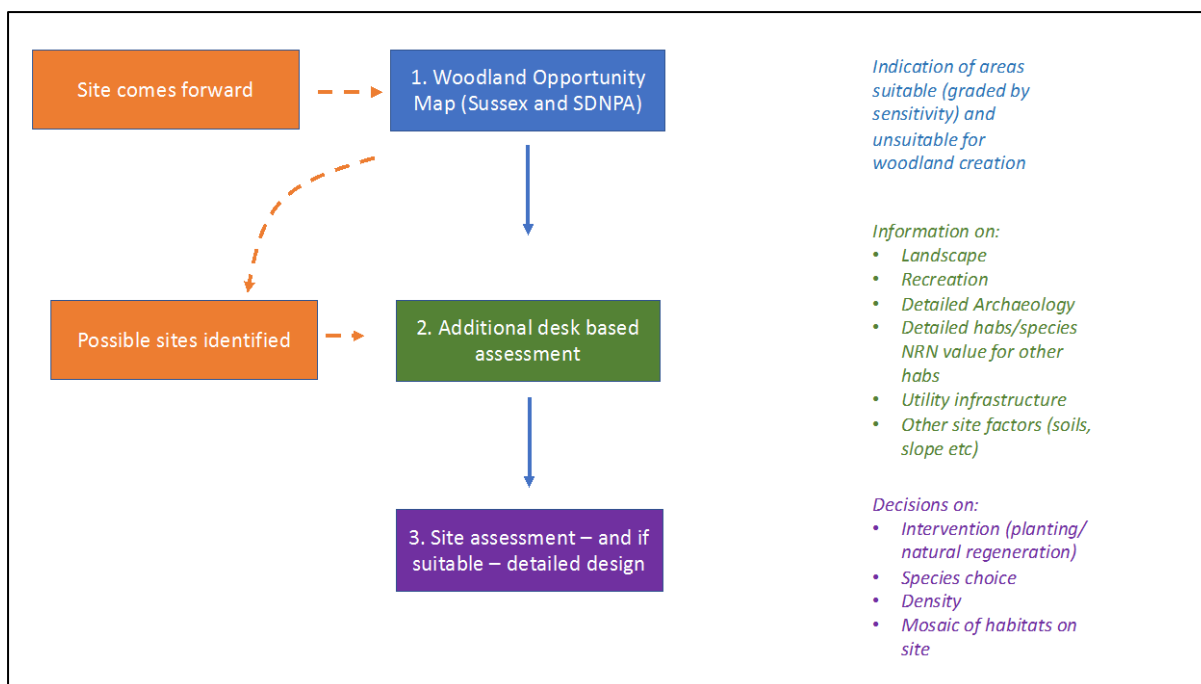 Site comes forward
1. Woodland Opportunity
Map (Sussex and SDNPA)
Indication of areas
suitable (graded by
sensitivity) and
unsuitable for
woodland creation
Possible sites identified
2. Additional desk based
assessment
Information on:
• Landscape
• Recreation
• Detailed Archaeology
• Detailed habs/species
NRN value for other
habs
• Utility infrastructure
• Other site factors (soils,
slope etc)
3. Site assessment – and if
suitable – detailed design
Decisions on:
• Intervention (planting/
natural regeneration)
• Species choice
• Density
• Mosaic of habitats on
site